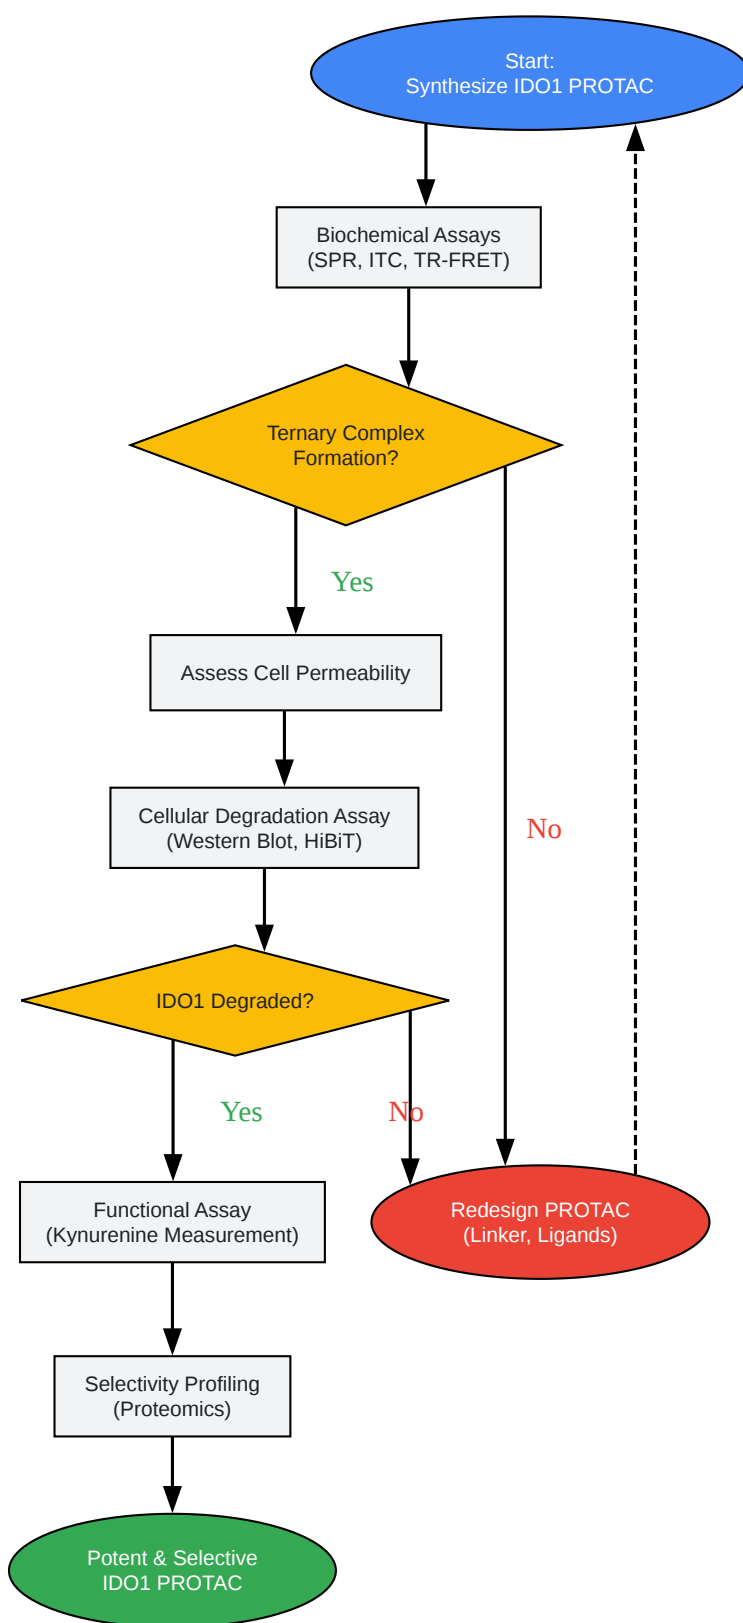 Start:
Synthesize IDO1 PROTAC
Biochemical Assays
(SPR, ITC, TR-FRET)
Ternary Complex
Formation?
Yes
Assess Cell Permeability
Cellular Degradation Assay
(Western Blot, HiBiT)
No
IDO1 Degraded?
Yes
No
Functional Assay
(Kynurenine Measurement)
Redesign PROTAC
(Linker, Ligands)
Selectivity Profiling
(Proteomics)
Potent & Selective
IDO1 PROTAC